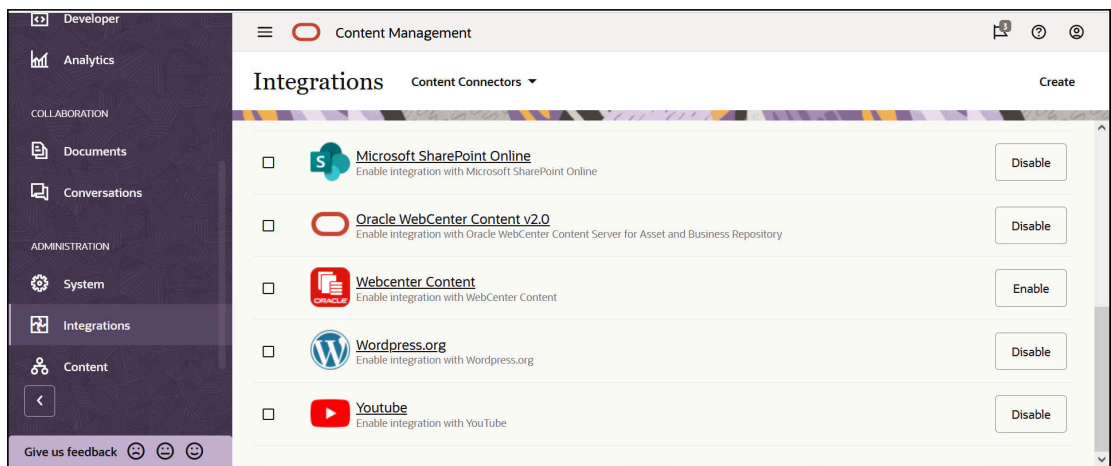 Developer
Analytics
COLLABORATION
Documents
Conversations
ADMINISTRATION
System
Integrations
Content
Give us feedback
Content Management
3
Integrations
Content Connectors
Create
Microsoft SharePoint Online
Enable integration with Microsoft SharePoint Online
Disable
Oracle WebCenter Content v2.0
Enable integration with Oracle WebCenter Content Server for Asset and Business Repository
Disable
ORACLE
Webcenter Content
Enable integration with WebCenter Content
Enable
Wordpress.org
Enable integration with Wordpress.org
Disable
Youtube
Enable integration with YouTube
Disable